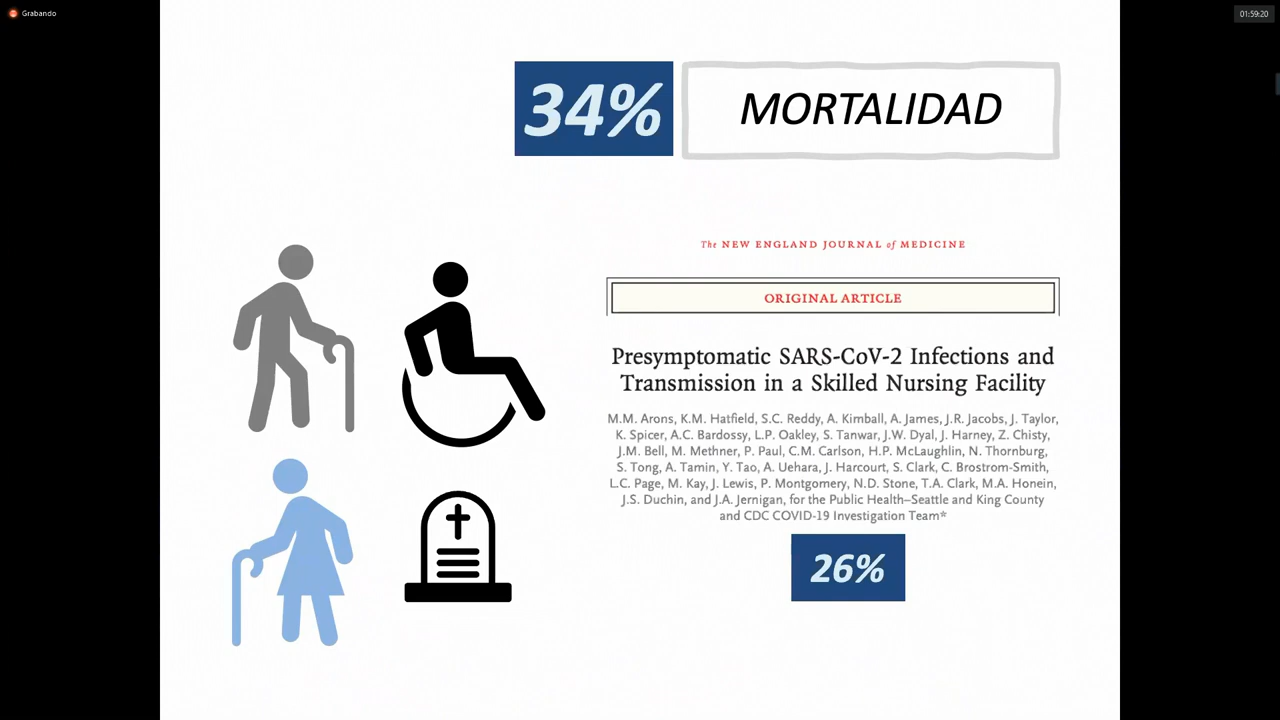 Grabando
01:59:20
34% MORTALIDAD
The NEW ENGLAND JOURNAL of MEDICINE
ORIGINAL ARTICLE
Presymptomatic SARS-CoV-2 Infections and
Transmission in a Skilled Nursing Facility
M.M. Arons, K.M. Hatfield, S.C. Reddy, A. Kimball, A. James, J.R. Jacobs, J. Taylor,
K. Spicer, A.C. Bardossy, L.P. Oakley, S. Tanwar, J.W. Dyal, J. Harney, Z. Chisty,
J.M. Bell, M. Methner, P. Paul, C.M. Carlson, H.P. McLaughlin, N. Thornburg,
S. Tong, A. Tamin, Y. Tao, A. Uehara, J. Harcourt, S. Clark, C. Brostrom-Smith,
L.C. Page, M. Kay, J. Lewis, P. Montgomery, N.D. Stone, T.A. Clark, M.A. Honein,
J.S. Duchin, and J.A. Jernigan, for the Public Health–Seattle and King County
and CDC COVID-19 Investigation Team*
26%